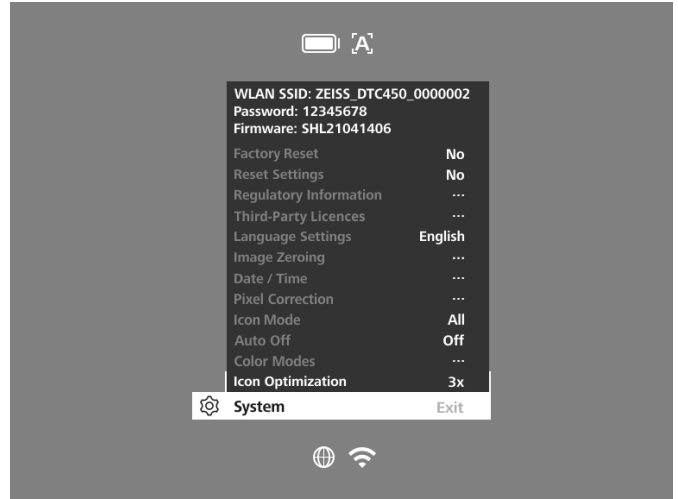 [A]
WLAN SSID: ZEISS_DTC450_0000002
Password: 12345678
Firmware: SHL21041406
Factory Reset No
Reset Settings No
Regulatory Information ...
Third-Party Licences ...
Language Settings English
Image Zeroing ...
Date / Time ...
Pixel Correction ...
Icon Mode All
Auto Off Off
Color Modes ...
Icon Optimization 3x
System Exit